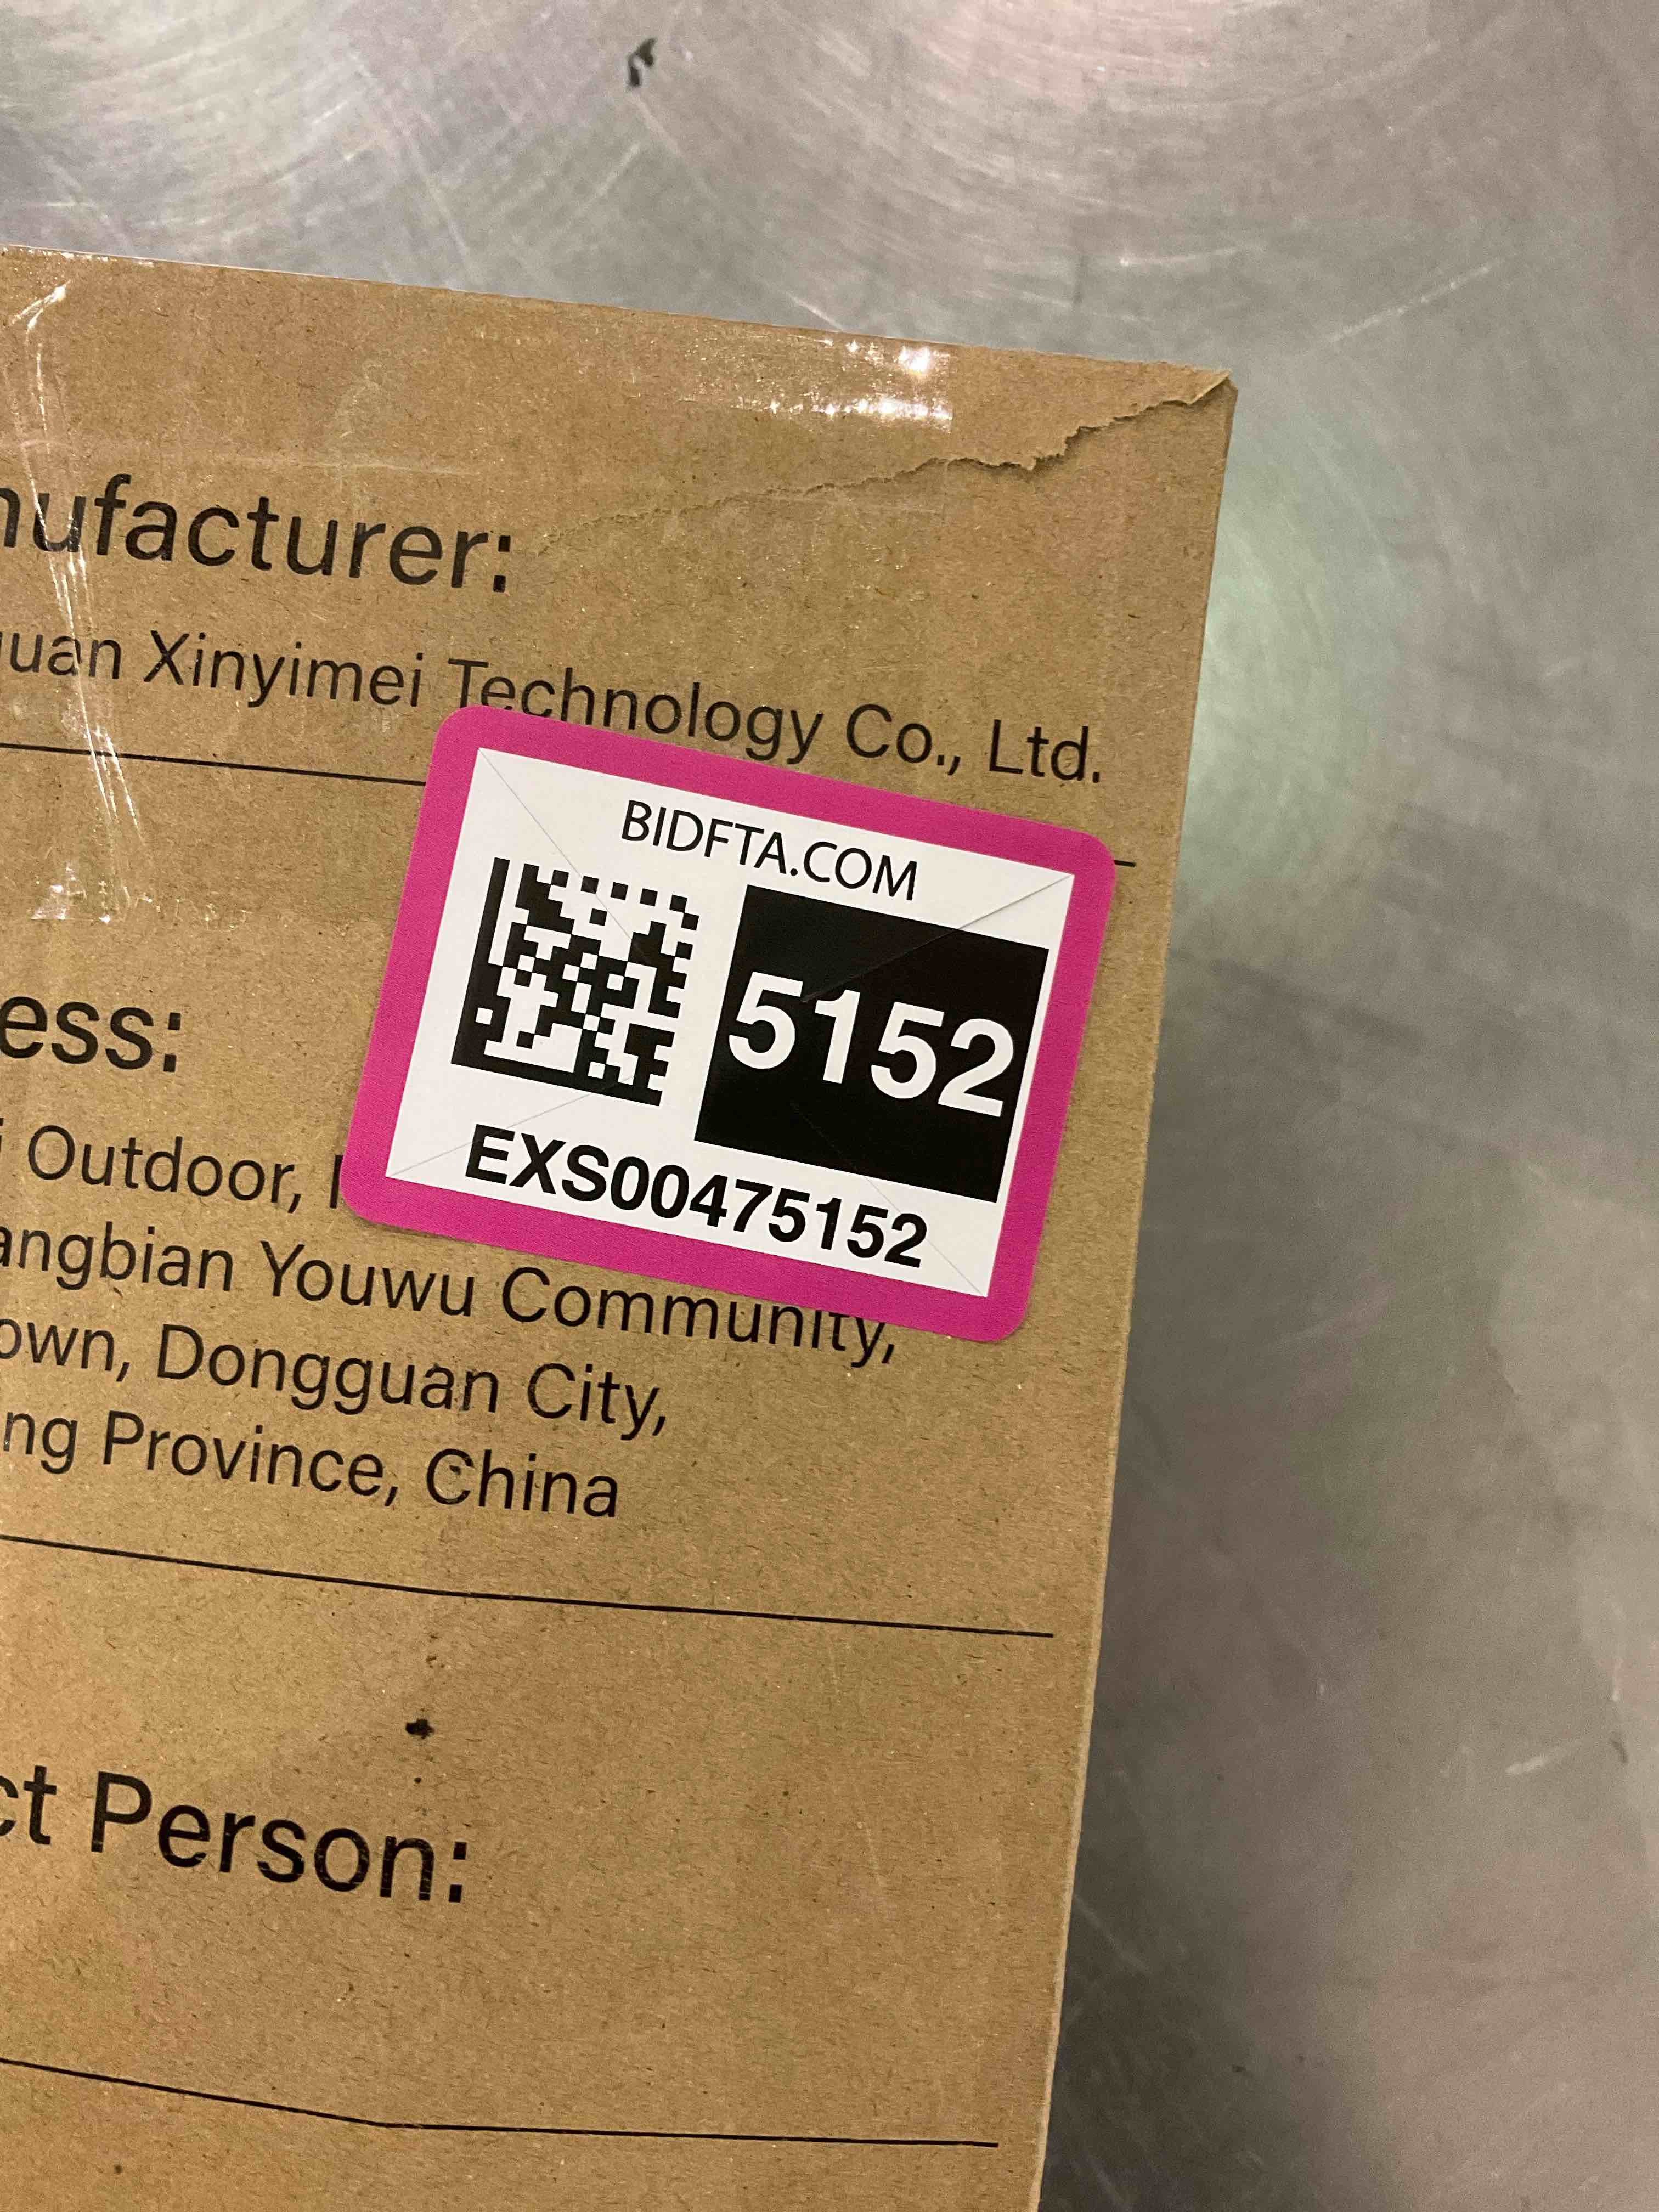 nufacturer:
uan Xinyimei Technology Co., Ltd.
BIDFTA.COM
5152
EXS00475152
ess:
i Outdoor,
angbian Youwu Community,
own, Dongguan City,
ng Province, China
ct Person: